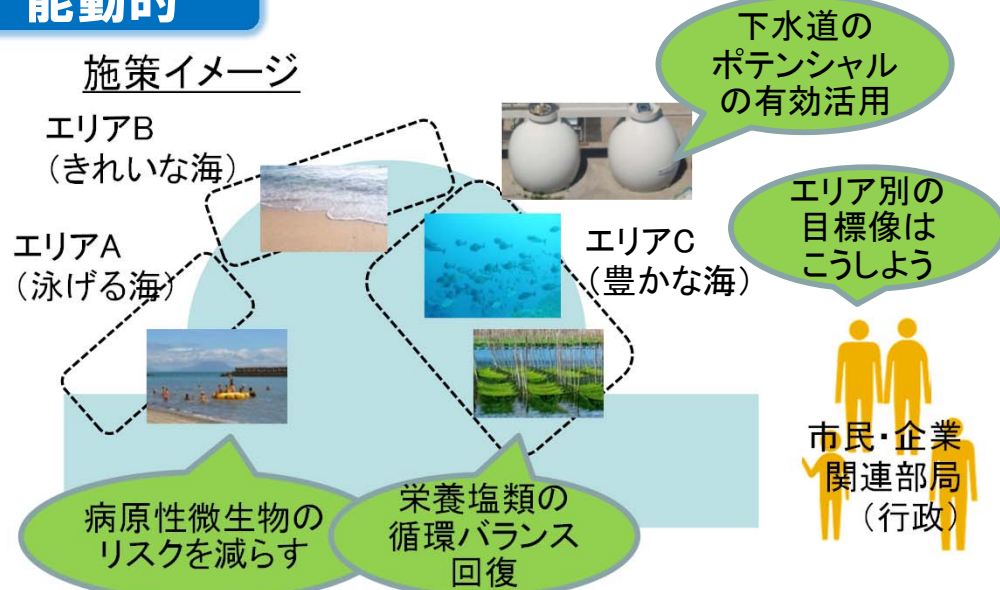 能動的
施策イメージ
下水道の
ポテンシャル
の有効活用
エリアB
(きれいな海)
エリア別の
目標像は
こうしよう
エリアA
(泳げる海)
エリアC
(豊かな海)
市民・企業
関連部局
(行政)
病原性微生物の
リスクを減らす
栄養塩類の
循環バランス
回復